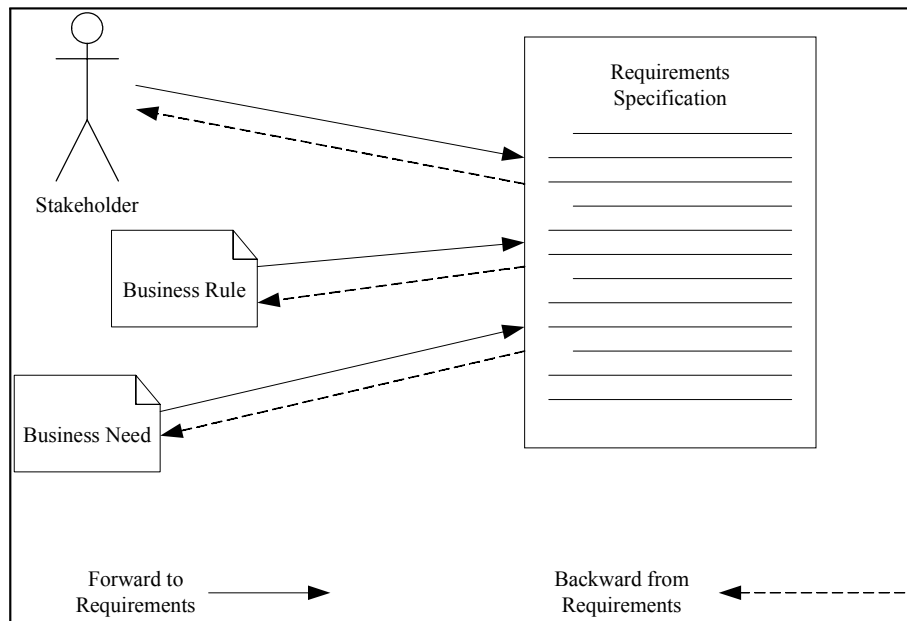 Requirements
Specification
Stakeholder
Business Rule
Business Need
Forward to
Requirements
Backward from
Requirements